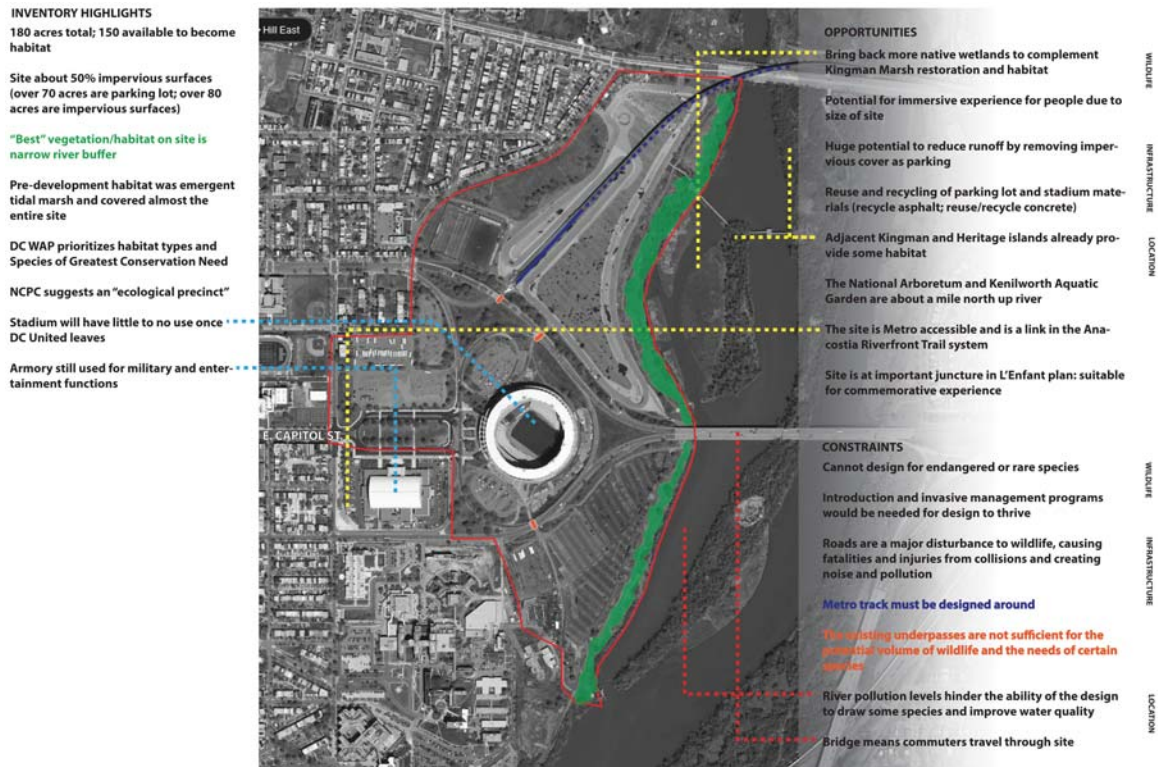 INVENTORY HIGHLIGHTS
180 acres total; 150 available to become
habitat
Site about 50% impervious surfaces
(over 70 acres are parking lot; over 80
acres are impervious surfaces)
"Best" vegetation/habitat on site is
narrow river buffer
Pre-development habitat was emergent
tidal marsh and covered almost the
entire site
DC WAP prioritizes habitat types and
Species of Greatest Conservation Need
NCPC suggests an "ecological precinct"
Stadium will have little to no use once
DC United leaves
Armory still used for military and enter-
tainment functions
Hill East
E. CAPITOL ST.
OPPORTUNITIES
Bring back more native wetlands to complement
Kingman Marsh restoration and habitat
Potential for immersive experience for people due to
size of site
Huge potential to reduce runoff by removing imper-
vious cover as parking
Reuse and recycling of parking lot and stadium mate-
rials (recycle asphalt; reuse/recycle concrete)
Adjacent Kingman and Heritage islands already pro-
vide some habitat
The National Arboretum and Kenilworth Aquatic
Garden are about a mile north up river
The site is Metro accessible and is a link in the Ana-
costia Riverfront Trail system
Site is at important juncture in L'Enfant plan: suitable
for commemorative experience
WILDLIFE
INFRASTRUCTURE
LOCATION
CONSTRAINTS
Cannot design for endangered or rare species
Introduction and invasive management programs
would be needed for design to thrive
Roads are a major disturbance to wildlife, causing
fatalities and injuries from collisions and creating
noise and pollution
Metro track must be designed around
The existing underpasses are not sufficient for the
potential volume of wildlife and the needs of certain
species
River pollution levels hinder the ability of the design
to draw some species and improve water quality
Bridge means commuters travel through site
WILDLIFE
INFRASTRUCTURE
LOCATION